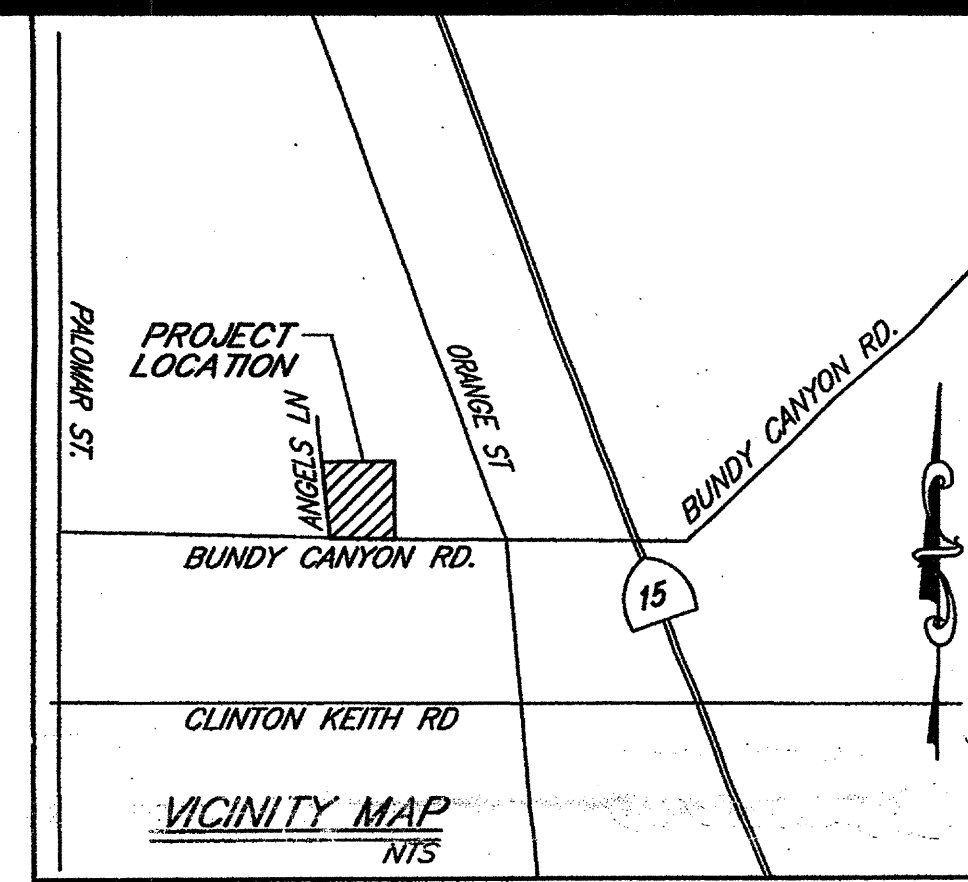 PALOMAR ST.
PROJECT
LOCATION
ANGELS LN
ORANGE ST
BUNDY CANYON RD.
BUNDY CANYON RD.
15
CLINTON KEITH RD
VICINITY MAP
NTS